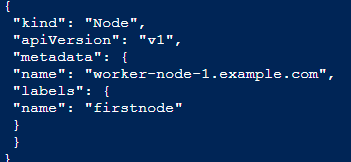 {
"kind": "Node",
"apiVersion": "v1",
"metadata": {
"name": "worker-node-1.example.com",
"labels": {
"name": "firstnode"
}
}
}